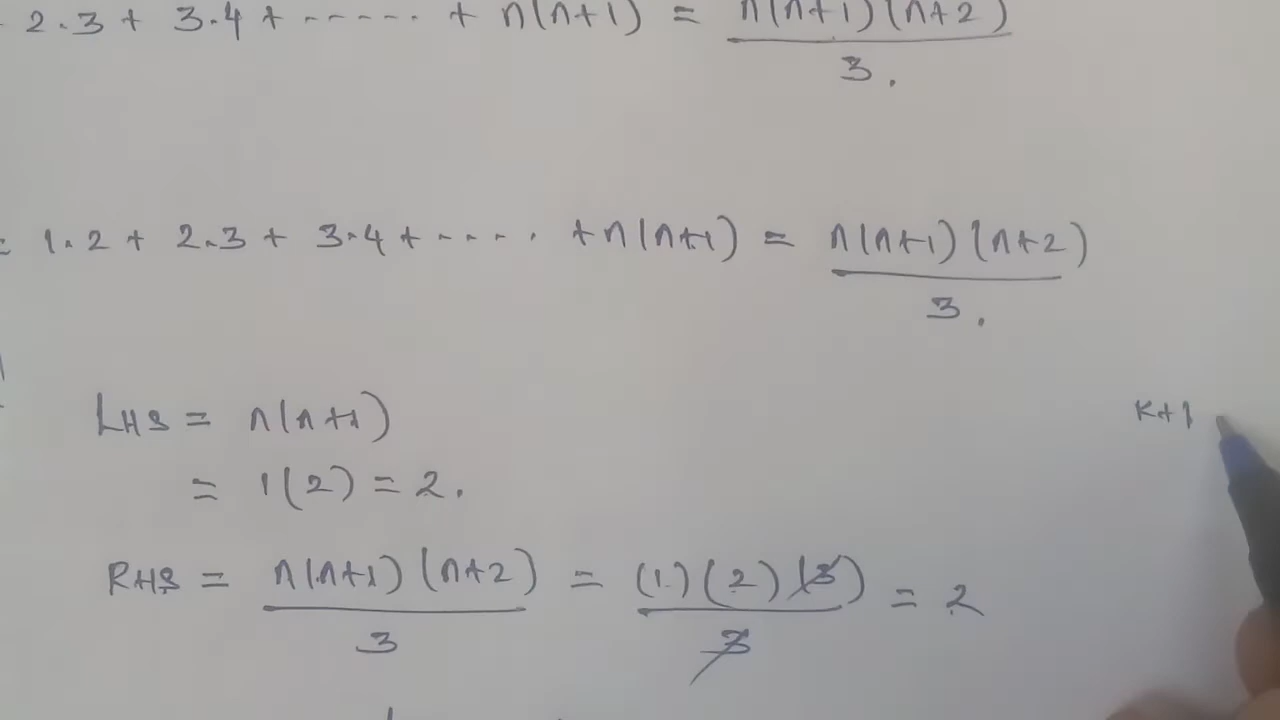 2.3 + 3.4 + ...... + n(n+1) = n(n+1)(n+2) / 3.
= 1.2 + 2.3 + 3.4 + ..... + n(n+1) = n(n+1)(n+2) / 3.
LHS = n(n+1)
K+1
= 1(2) = 2.
RHS = n(n+1)(n+2) / 3 = (1)(2)(3) / 3 = 2